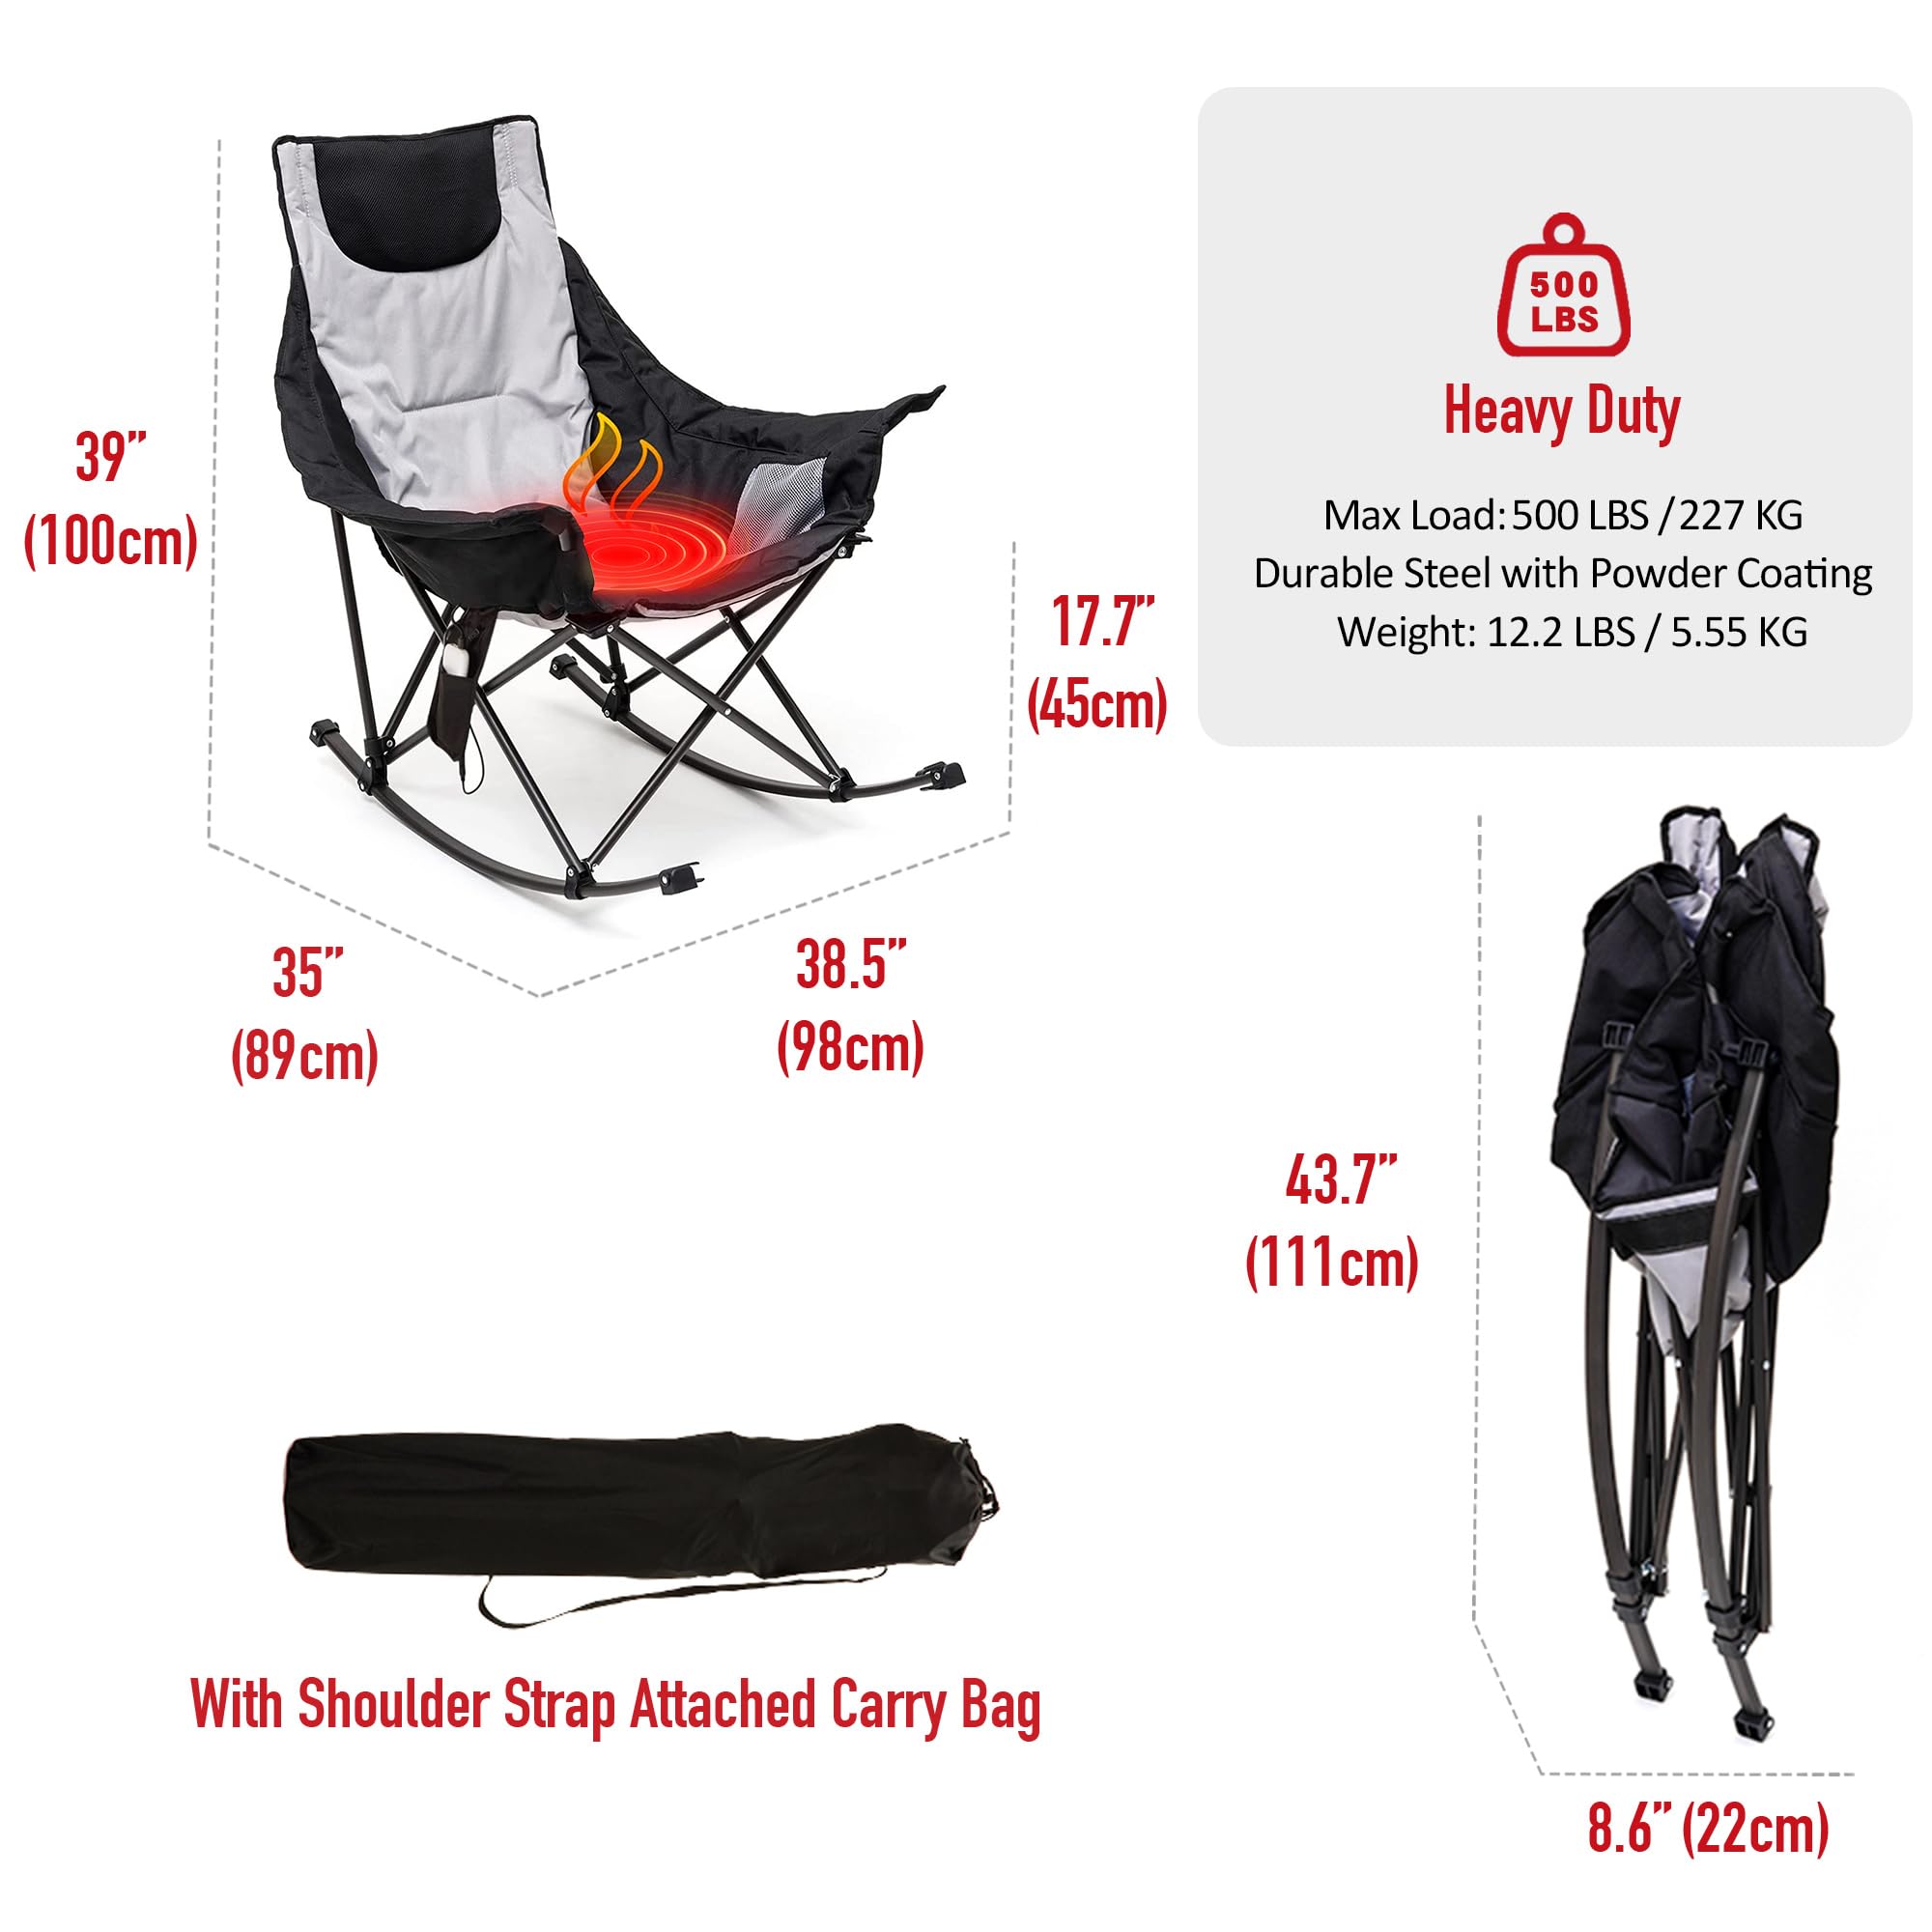 39”
(100cm)
17.7”
(45cm)
35”
(89cm)
38.5”
(98cm)
500
LBS
Heavy Duty
Max Load: 500 LBS / 227 KG
Durable Steel with Powder Coating
Weight: 12.2 LBS / 5.55 KG
43.7”
(111cm)
8.6” (22cm)
With Shoulder Strap Attached Carry Bag